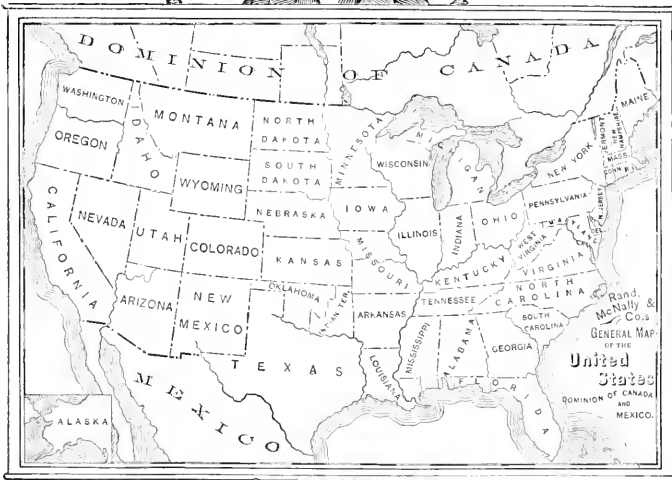 DOMINION OF CANADA
WASHINGTON
OREGON
IDAHO
MONTANA
NORTH
DAKOTA
SOUTH
DAKOTA
MINNESOTA
WISCONSIN
MICHIGAN
WYOMING
NEBRASKA
IOWA
CALIFORNIA
NEVADA
UTAH
COLORADO
KANSAS
MISSOURI
ILLINOIS
INDIANA
OHIO
PENNSYLVANIA
NEW YORK
VERMONT
NEW
HAMPSHIRE
MAINE
MASS.
CONN.
R.I.
N. JERSEY
DEL.
WEST
VIRGINIA
VIRGINIA
KENTUCKY
TENNESSEE
NORTH
CAROLINA
SOUTH
CAROLINA
GEORGIA
ALABAMA
MISSISSIPPI
LOUISIANA
ARKANSAS
OKLAHOMA
INDIAN TER.
ARIZONA
NEW
MEXICO
TEXAS
FLORIDA
MEXICO
ALASKA
Rand,
McNally &
Co.s
GENERAL MAP
OF THE
United
States
DOMINION OF CANADA
AND
MEXICO.